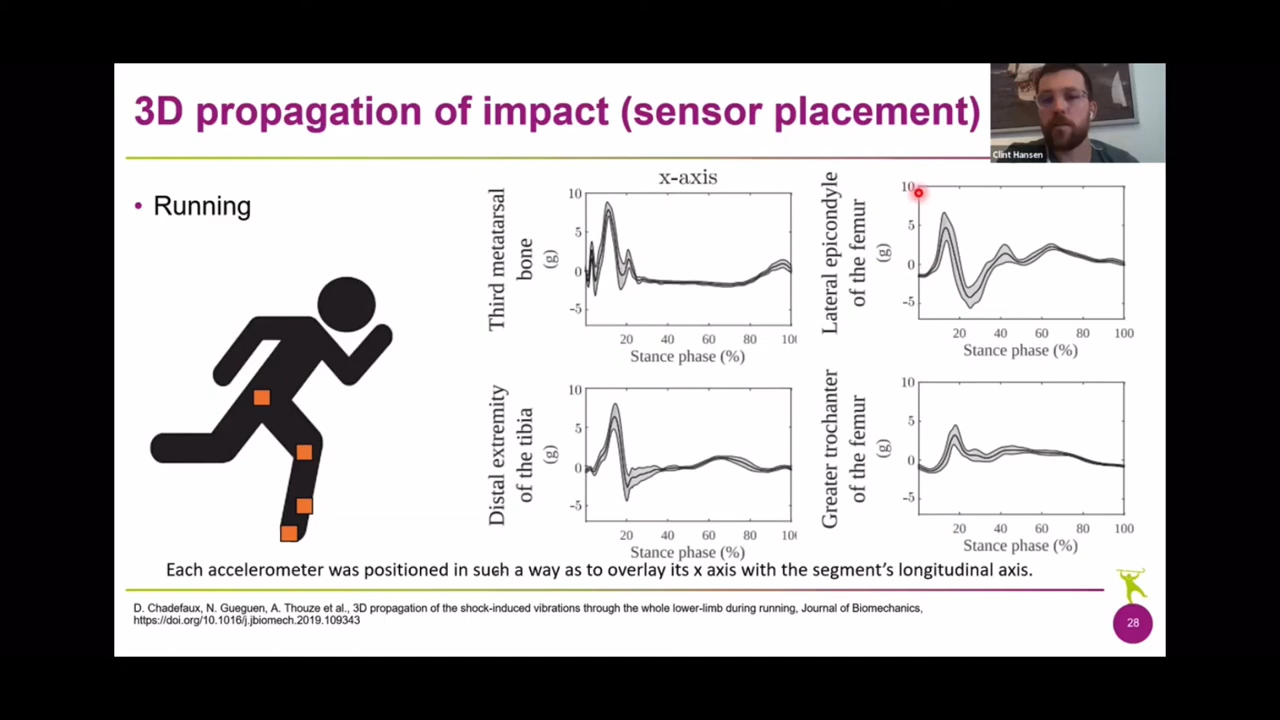 3D propagation of impact (sensor placement)
Clint Hansen
• Running
x-axis
Third metatarsal
bone
(g)
10
5
0
-5
20 40 60 80 10
Stance phase (%)
Lateral epicondyle
of the femur
(g)
10
5
0
-5
20 40 60 80 100
Stance phase (%)
Distal extremity
of the tibia
(g)
10
5
0
-5
20 40 60 80 10
Stance phase (%)
Greater trochanter
of the femur
(g)
10
5
0
-5
20 40 60 80 100
Stance phase (%)
Each accelerometer was positioned in such a way as to overlay its x axis with the segment's longitudinal axis.
D. Chadefaux, N. Gueguen, A. Thouze et al., 3D propagation of the shock-induced vibrations through the whole lower-limb during running, Journal of Biomechanics,
https://doi.org/10.1016/j.jbiomech.2019.109343
28